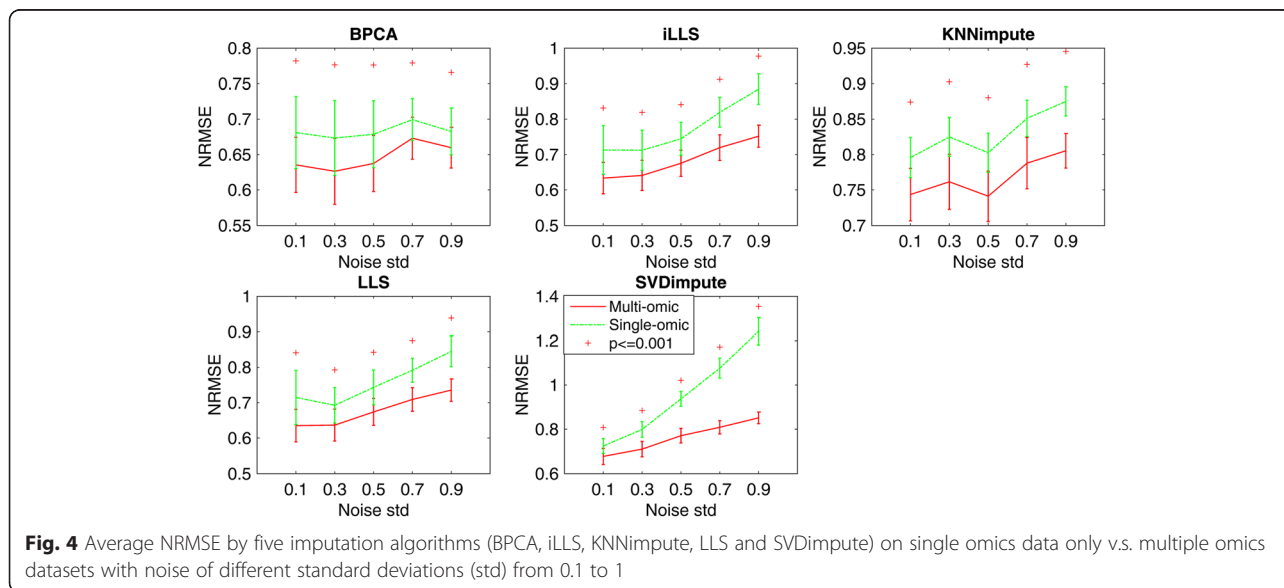 BPCA
0.8
0.75
0.7
0.65
0.6
0.55
NRMSE
0.1 0.3 0.5 0.7 0.9
Noise std
iLLS
1
0.9
0.8
0.7
0.6
0.5
NRMSE
0.1 0.3 0.5 0.7 0.9
Noise std
KNNimpute
0.95
0.9
0.85
0.8
0.75
0.7
NRMSE
0.1 0.3 0.5 0.7 0.9
Noise std
LLS
1
0.9
0.8
0.7
0.6
0.5
NRMSE
0.1 0.3 0.5 0.7 0.9
Noise std
SVDimpute
1.4
1.2
1
0.8
0.6
NRMSE
Multi-omic
Single-omic
+ p<=0.001
0.1 0.3 0.5 0.7 0.9
Noise std
Fig. 4 Average NRMSE by five imputation algorithms (BPCA, iLLS, KNNimpute, LLS and SVDimpute) on single omics data only v.s. multiple omics
datasets with noise of different standard deviations (std) from 0.1 to 1